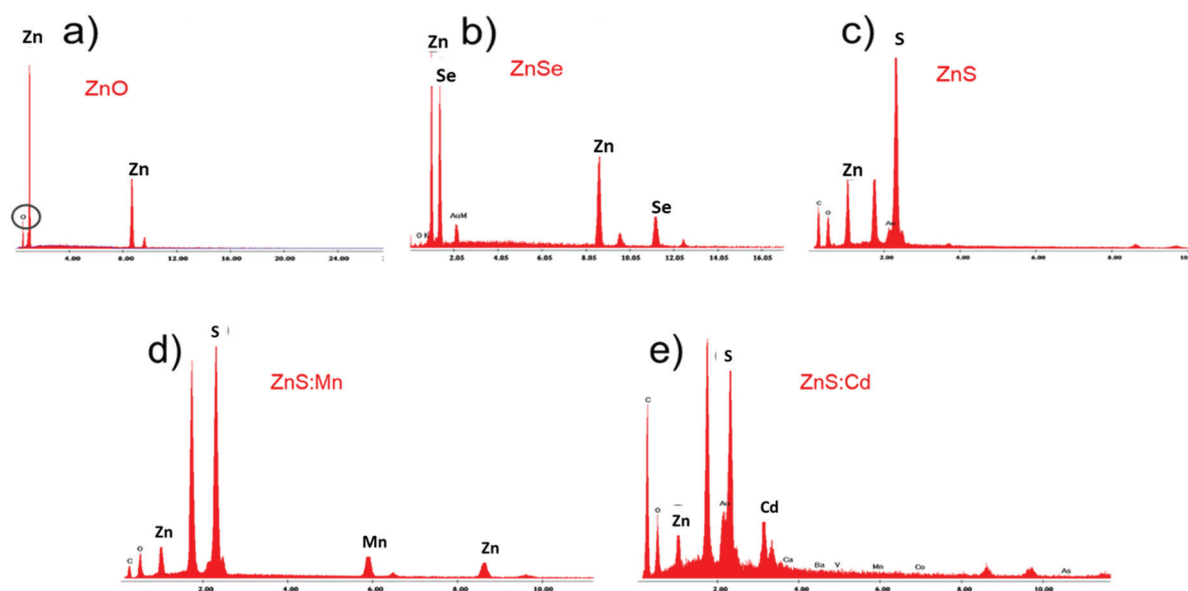 a)
Zn
ZnO
Zn
O
4.00 8.00 12.00 16.00 20.00 24.00
b)
Zn
ZnSe
Se
Zn
Se
AuM
O K
2.05 4.05 6.05 8.05 10.05 12.05 14.05 16.05
c)
S
ZnS
Zn
C
O
Au
2.00 4.00 6.00 8.00
d)
S
ZnS:Mn
Zn
O
C
Mn
Zn
2.00 4.00 6.00 8.00 10.00
e)
S
ZnS:Cd
C
O
Zn
Au
Cd
Ca
Ba
V
Mn
Co
As
2.00 4.00 6.00 8.00 10.00